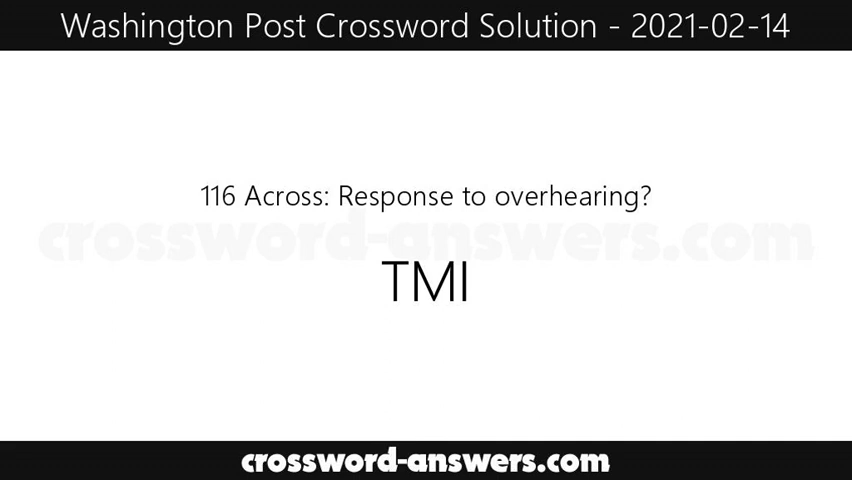 Washington Post Crossword Solution - 2021-02-14
116 Across: Response to overhearing?
crossword-answers.com
TMI
crossword-answers.com